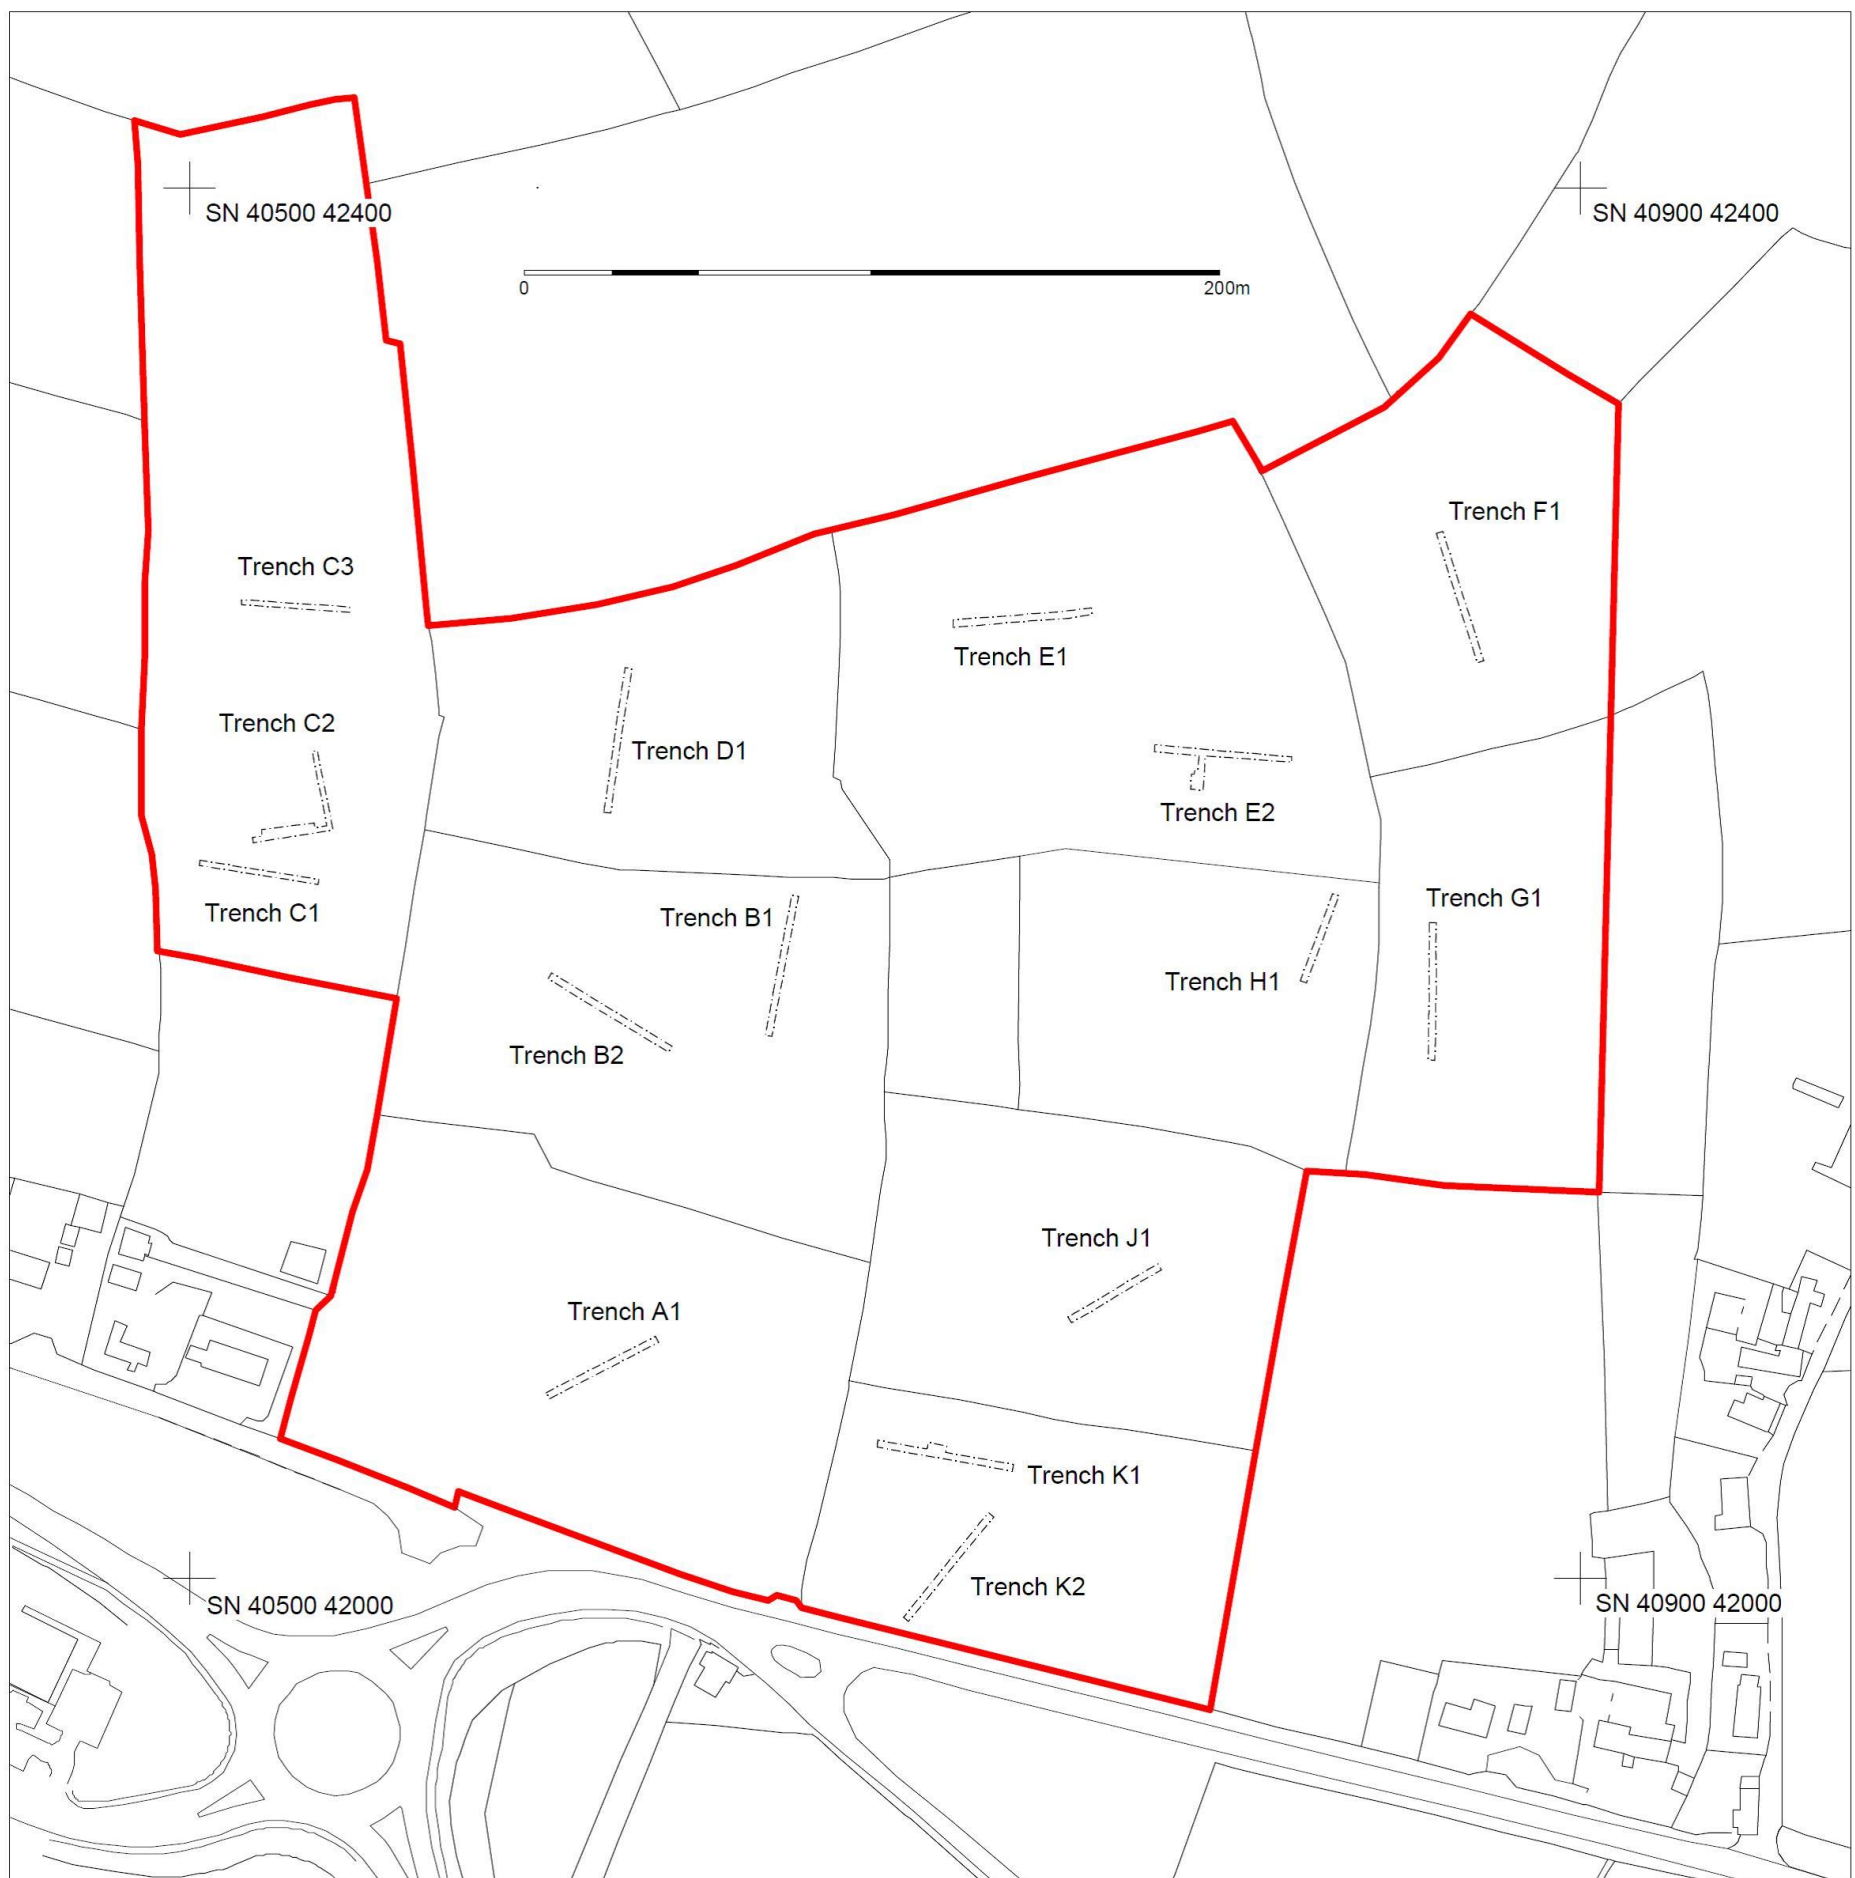 SN 40500 42400
SN 40900 42400
0
200m
Trench F1
Trench C3
Trench E1
Trench C2
Trench D1
Trench E2
Trench G1
Trench C1
Trench B1
Trench H1
Trench B2
Trench J1
Trench A1
Trench K1
Trench K2
SN 40500 42000
SN 40900 42000